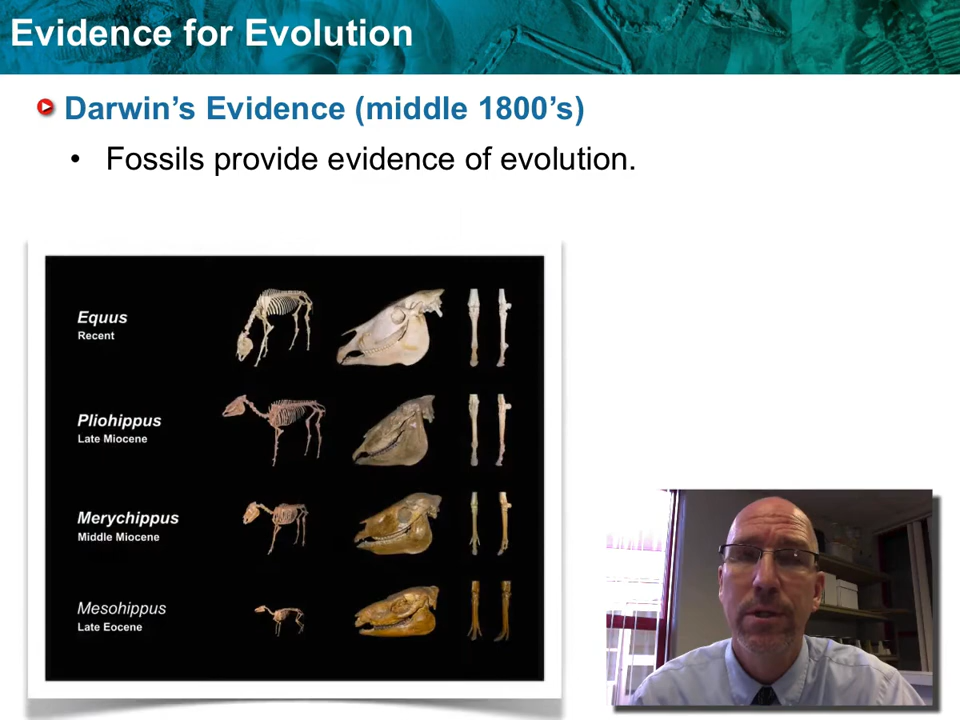 Evidence for Evolution
Darwin’s Evidence (middle 1800’s)
• Fossils provide evidence of evolution.
Equus
Recent
Pliohippus
Late Miocene
Merychippus
Middle Miocene
Mesohippus
Late Eocene